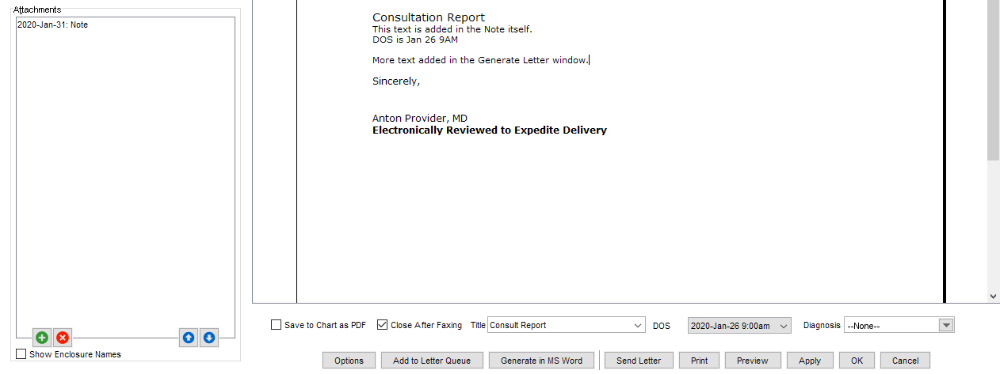 Attachments
2020-Jan-31: Note
Show Enclosure Names
Consultation Report
This text is added in the Note itself.
DOS is Jan 26 9AM
More text added in the Generate Letter window.
Sincerely,
Anton Provider, MD
Electronically Reviewed to Expedite Delivery
Save to Chart as PDF Close After Faxing Title Consult Report DOS 2020-Jan-26 9:00am Diagnosis --None--
Options Add to Letter Queue Generate in MS Word Send Letter Print Preview Apply OK Cancel